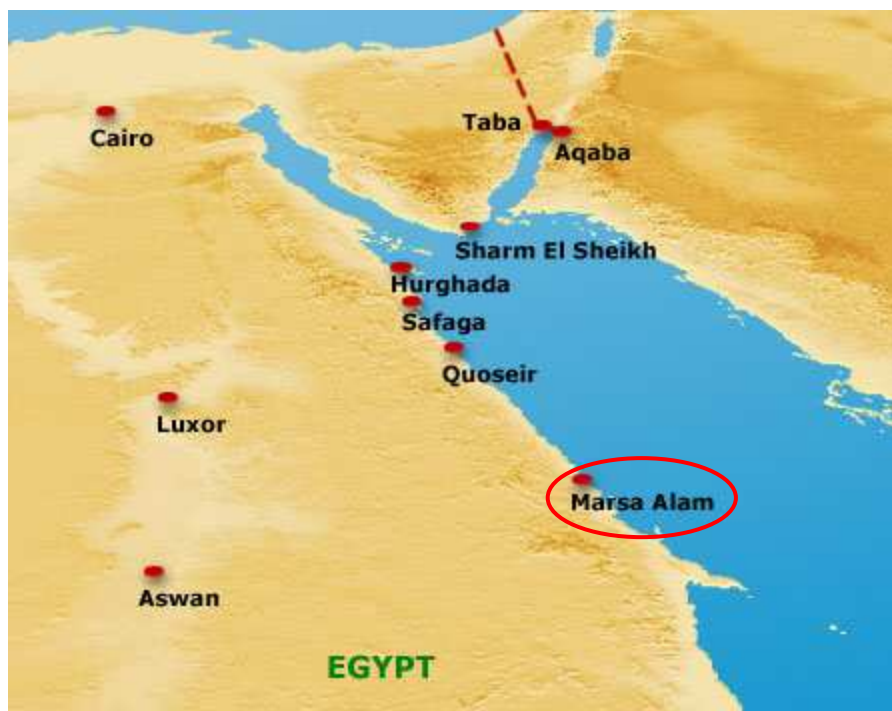 Taba
Cairo
Aqaba
Sharm El Sheikh
Hurghada
Safaga
Quoseir
Luxor
Marsa Alam
Aswan
EGYPT